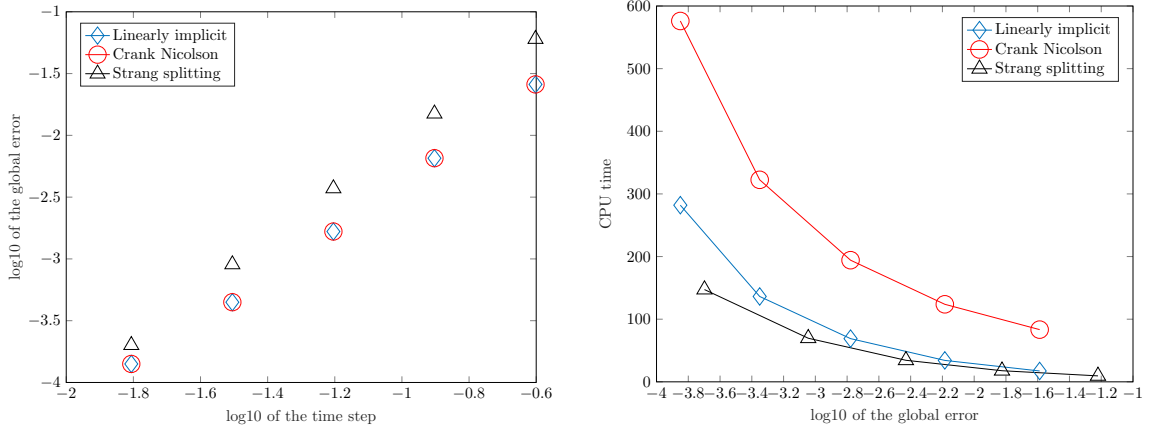 Linearly implicit
Crank Nicolson
Strang splitting
−1
−1.5
−2
−2.5
−3
−3.5
−4
log10 of the global error
−2 −1.8 −1.6 −1.4 −1.2 −1 −0.8 −0.6
log10 of the time step
Linearly implicit
Crank Nicolson
Strang splitting
600
500
400
300
200
100
0
CPU time
−4 −3.8−3.6−3.4−3.2 −3 −2.8−2.6−2.4−2.2 −2 −1.8−1.6−1.4−1.2 −1
log10 of the global error